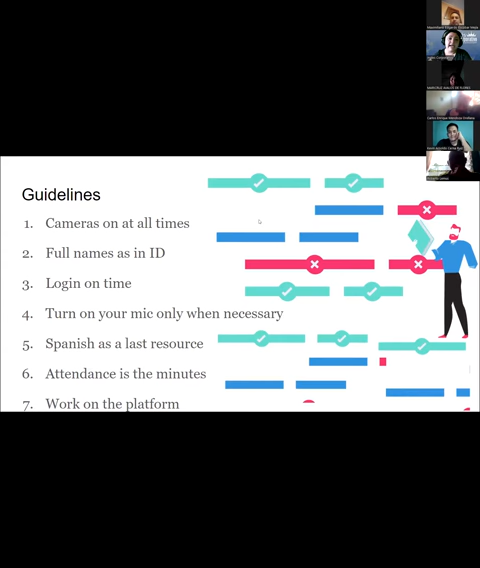 Guidelines
1. Cameras on at all times
2. Full names as in ID
3. Login on time
4. Turn on your mic only when necessary
5. Spanish as a last resource
6. Attendance is the minutes
7. Work on the platform